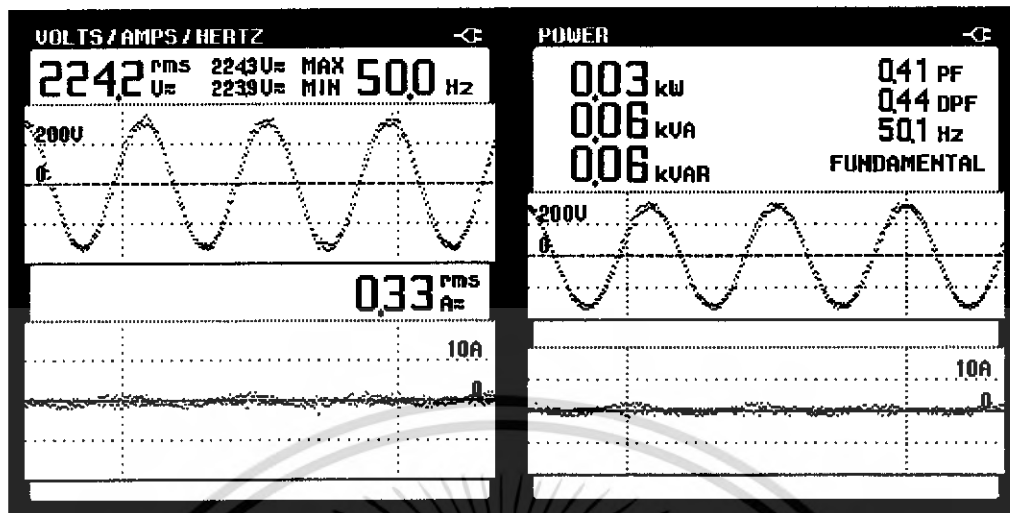 VOLTS/AMPS/HERTZ
224.2 rms V≂ 224.3 V≂ MAX 50.0 Hz
223.9 V≂ MIN
200V
0
0.33 rms A≂
10A
0
POWER
0.03 kW 0.41 PF
0.06 kVA 0.44 DPF
0.06 kVAR 50.1 Hz
FUNDAMENTAL
200V
0
10A
0